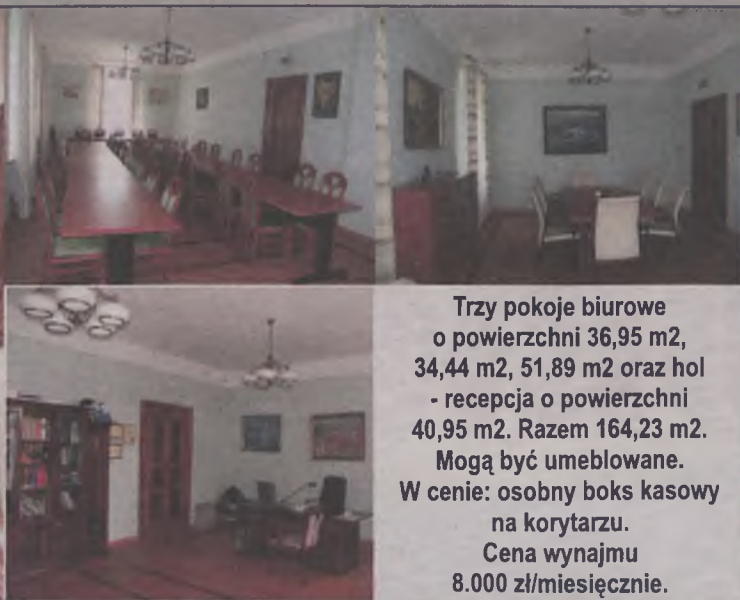 Trzy pokoje biurowe
o powierzchni 36,95 m2,
34,44 m2, 51,89 m2 oraz hol
- recepcja o powierzchni
40,95 m2. Razem 164,23 m2.
Mogą być umeblowane.
W cenie: osobny boks kasowy
na korytarzu.
Cena wynajmu
8.000 zł/miesięcznie.